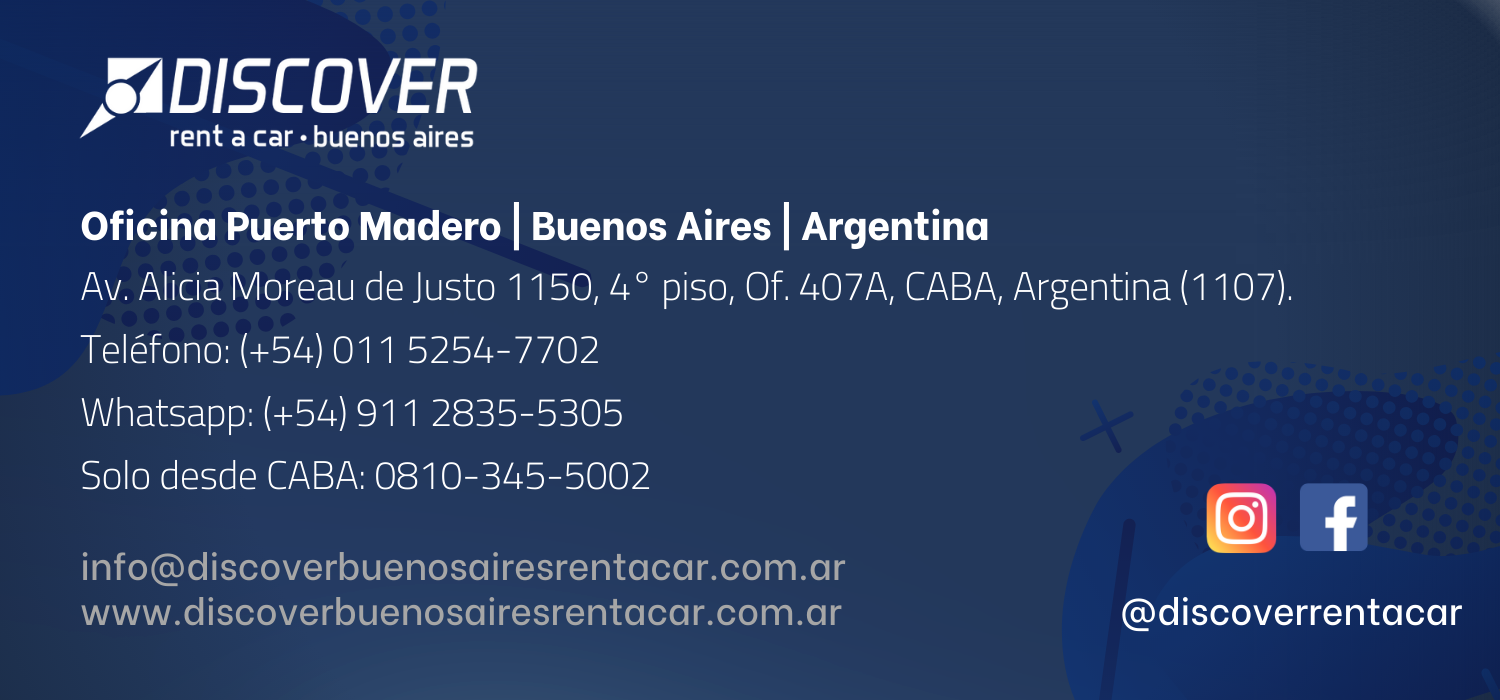 DISCOVER
rent a car • buenos aires
Oficina Puerto Madero | Buenos Aires | Argentina
Av. Alicia Moreau de Justo 1150, 4° piso, Of. 407A, CABA, Argentina (1107).
Teléfono: (+54) 011 5254-7702
Whatsapp: (+54) 911 2835-5305
Solo desde CABA: 0810-345-5002
info@discoverbuenosairesrentacar.com.ar
www.discoverbuenosairesrentacar.com.ar
@discoverrentacar